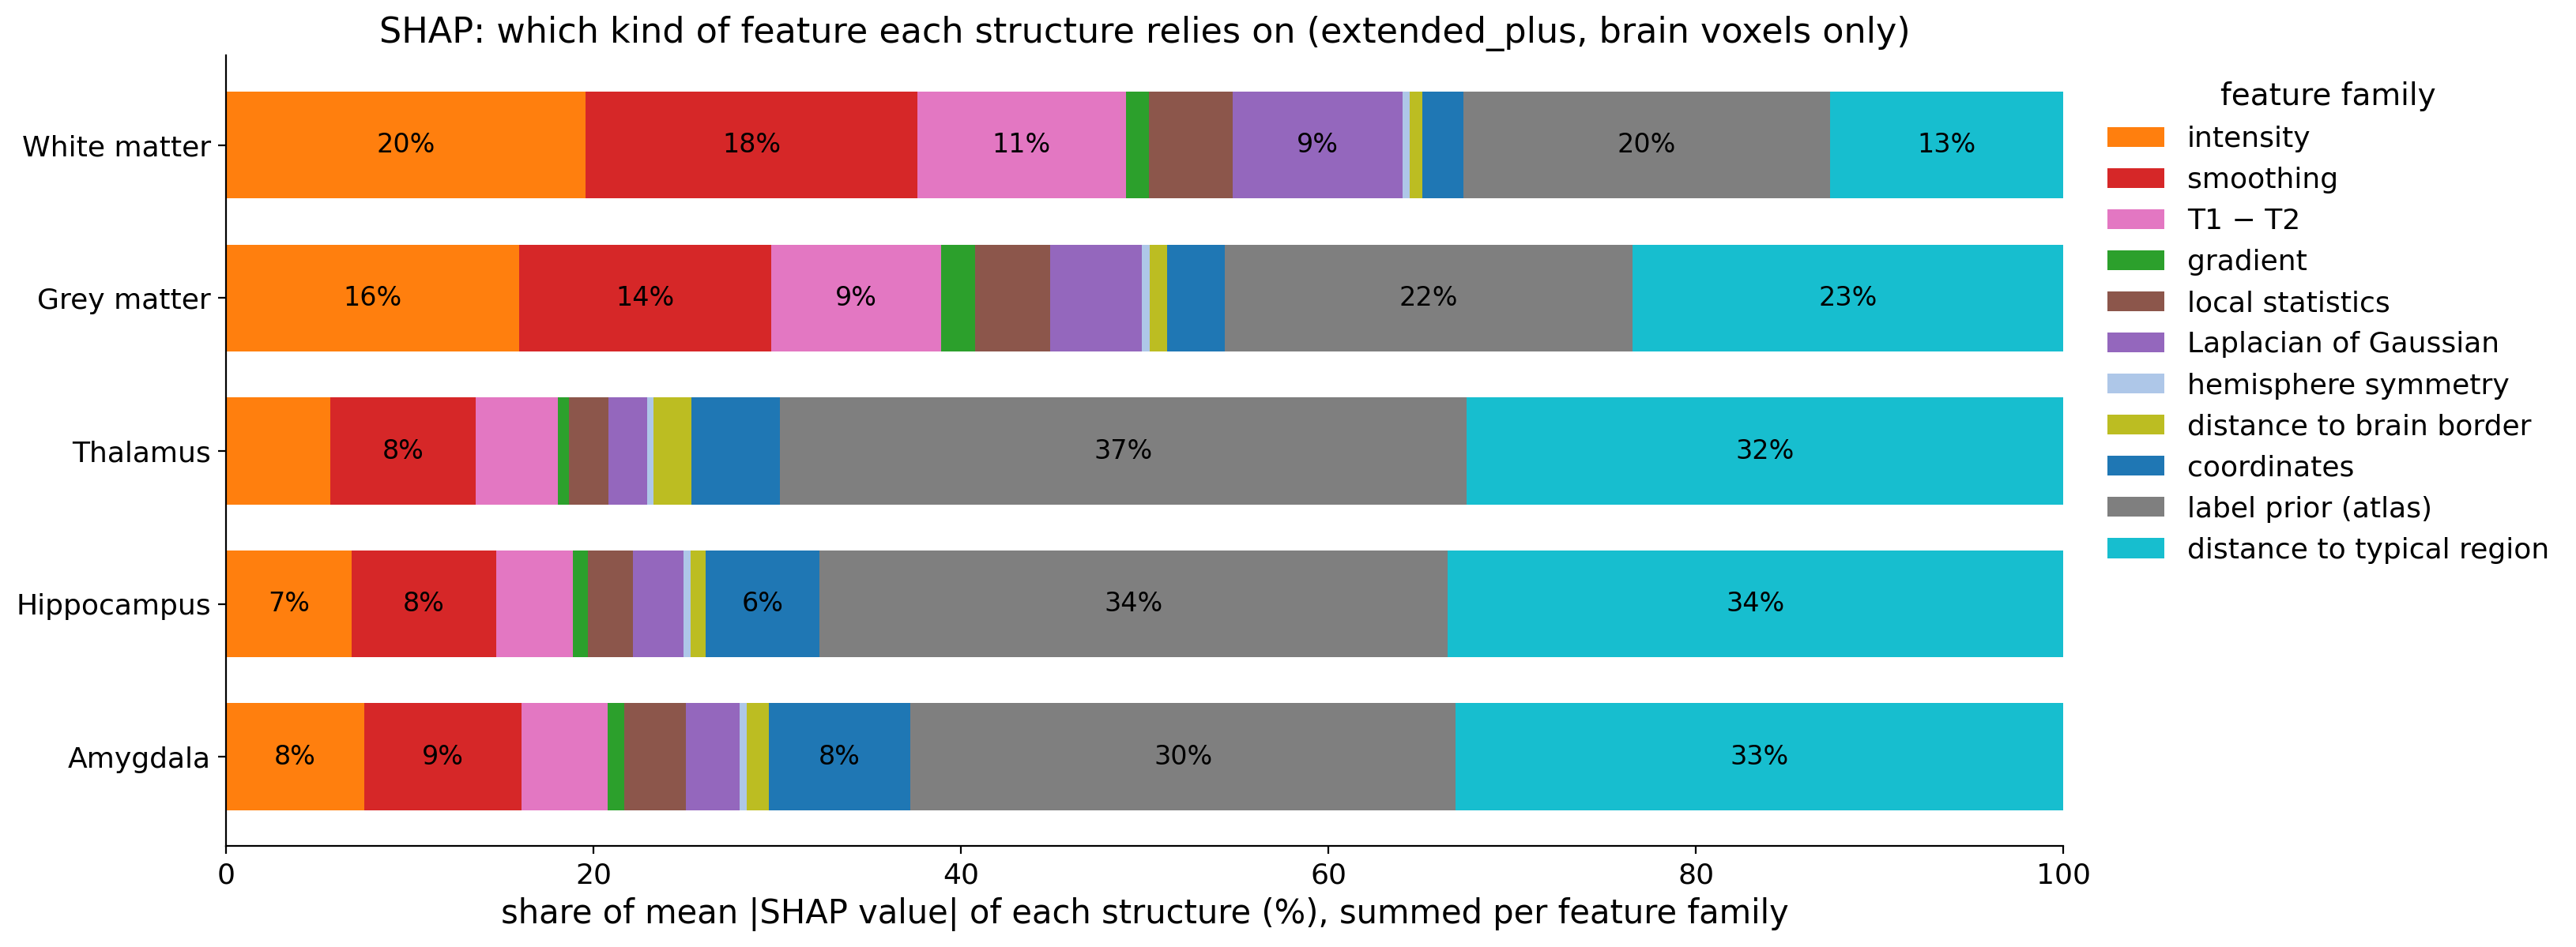 SHAP: which kind of feature each structure relies on (extended_plus, brain voxels only)
White matter
20%
18%
11%
9%
20%
13%
Grey matter
16%
14%
9%
22%
23%
Thalamus
8%
37%
32%
Hippocampus
7%
8%
6%
34%
34%
Amygdala
8%
9%
8%
30%
33%
0
20
40
60
80
100
share of mean |SHAP value| of each structure (%), summed per feature family
feature family
intensity
smoothing
T1 − T2
gradient
local statistics
Laplacian of Gaussian
hemisphere symmetry
distance to brain border
coordinates
label prior (atlas)
distance to typical region